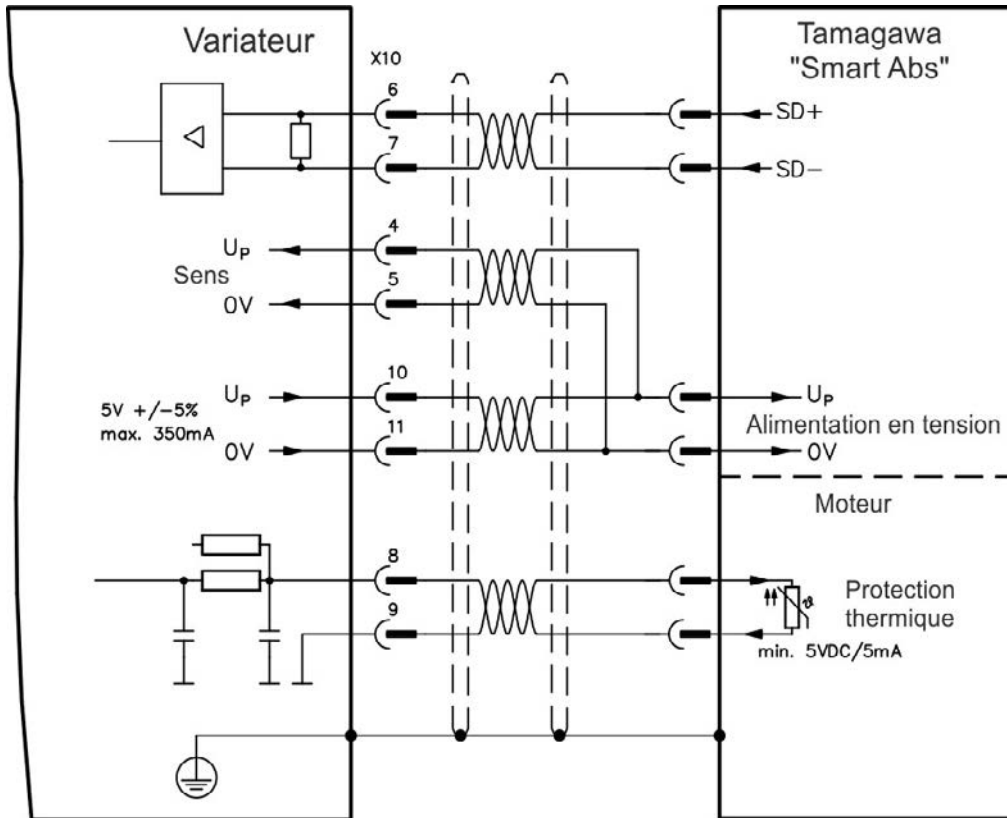 Variateur
X10
Tamagawa
"Smart Abs"
6
SD+
7
SD-
4
UP
Sens
5
0V
10
UP
UP
5V +/-5%
max. 350mA
Alimentation en tension
11
0V
0V
Moteur
8
9
Protection
thermique
ϑ
min. 5VDC/5mA